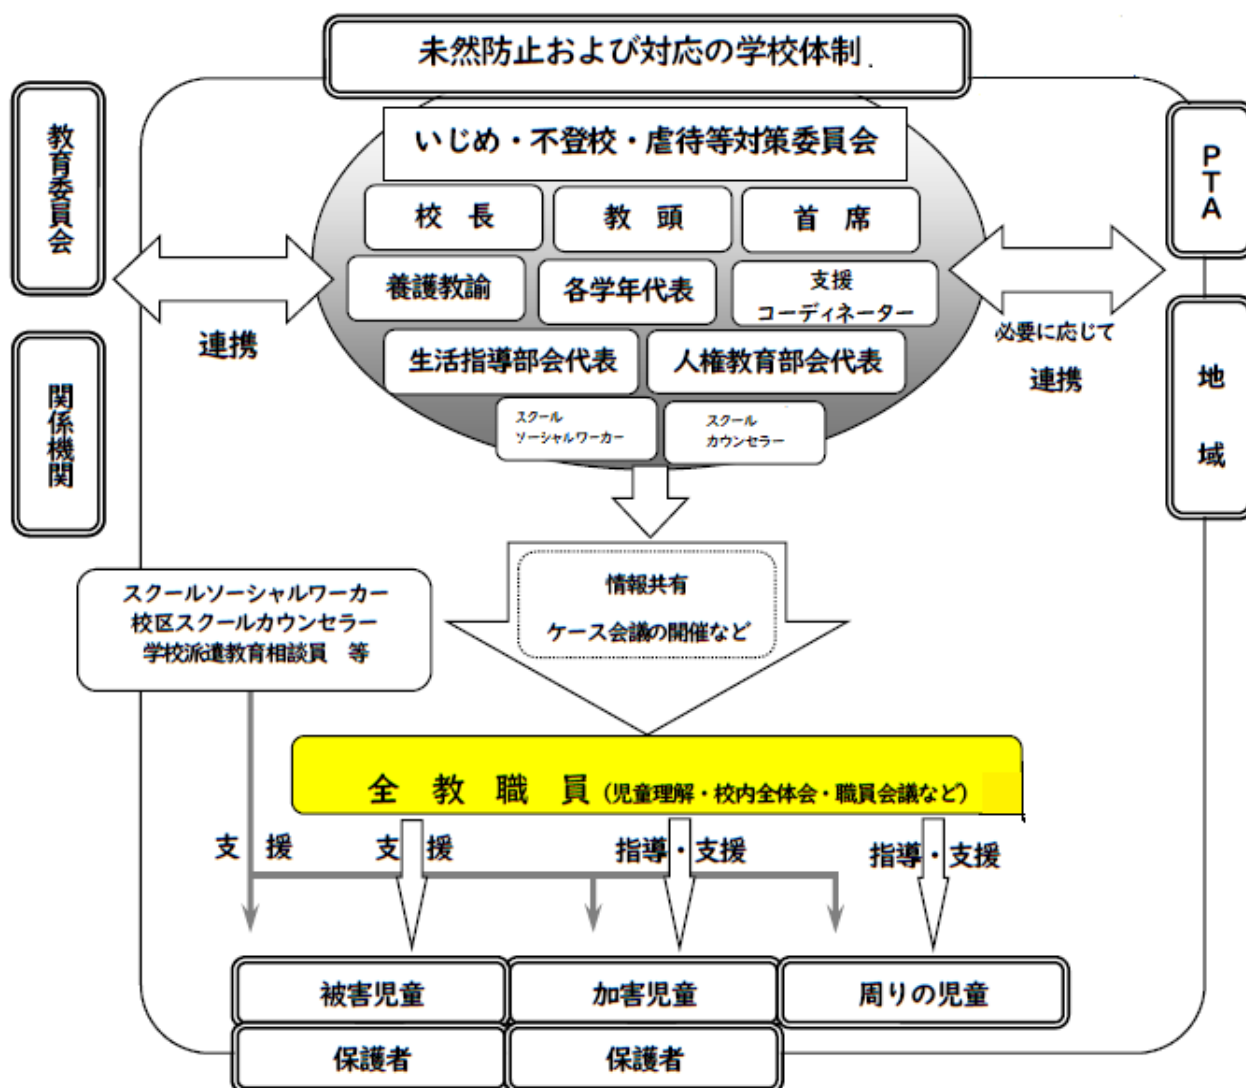 未然防止および対応の学校体制
いじめ・不登校・虐待等対策委員会
校 長
教 頭
首 席
養護教諭
各学年代表
支援
コーディネーター
生活指導部会代表
人権教育部会代表
スクール
ソーシャルワーカー
スクール
カウンセラー
教育委員会
関係機関
連携
PTA
地域
必要に応じて
連携
情報共有
ケース会議の開催など
スクールソーシャルワーカー
校区スクールカウンセラー
学校派遣教育相談員 等
全 教 職 員(児童理解・校内全体会・職員会議など)
支 援
支 援
指導・支援
指導・支援
被害児童
加害児童
周りの児童
保護者
保護者